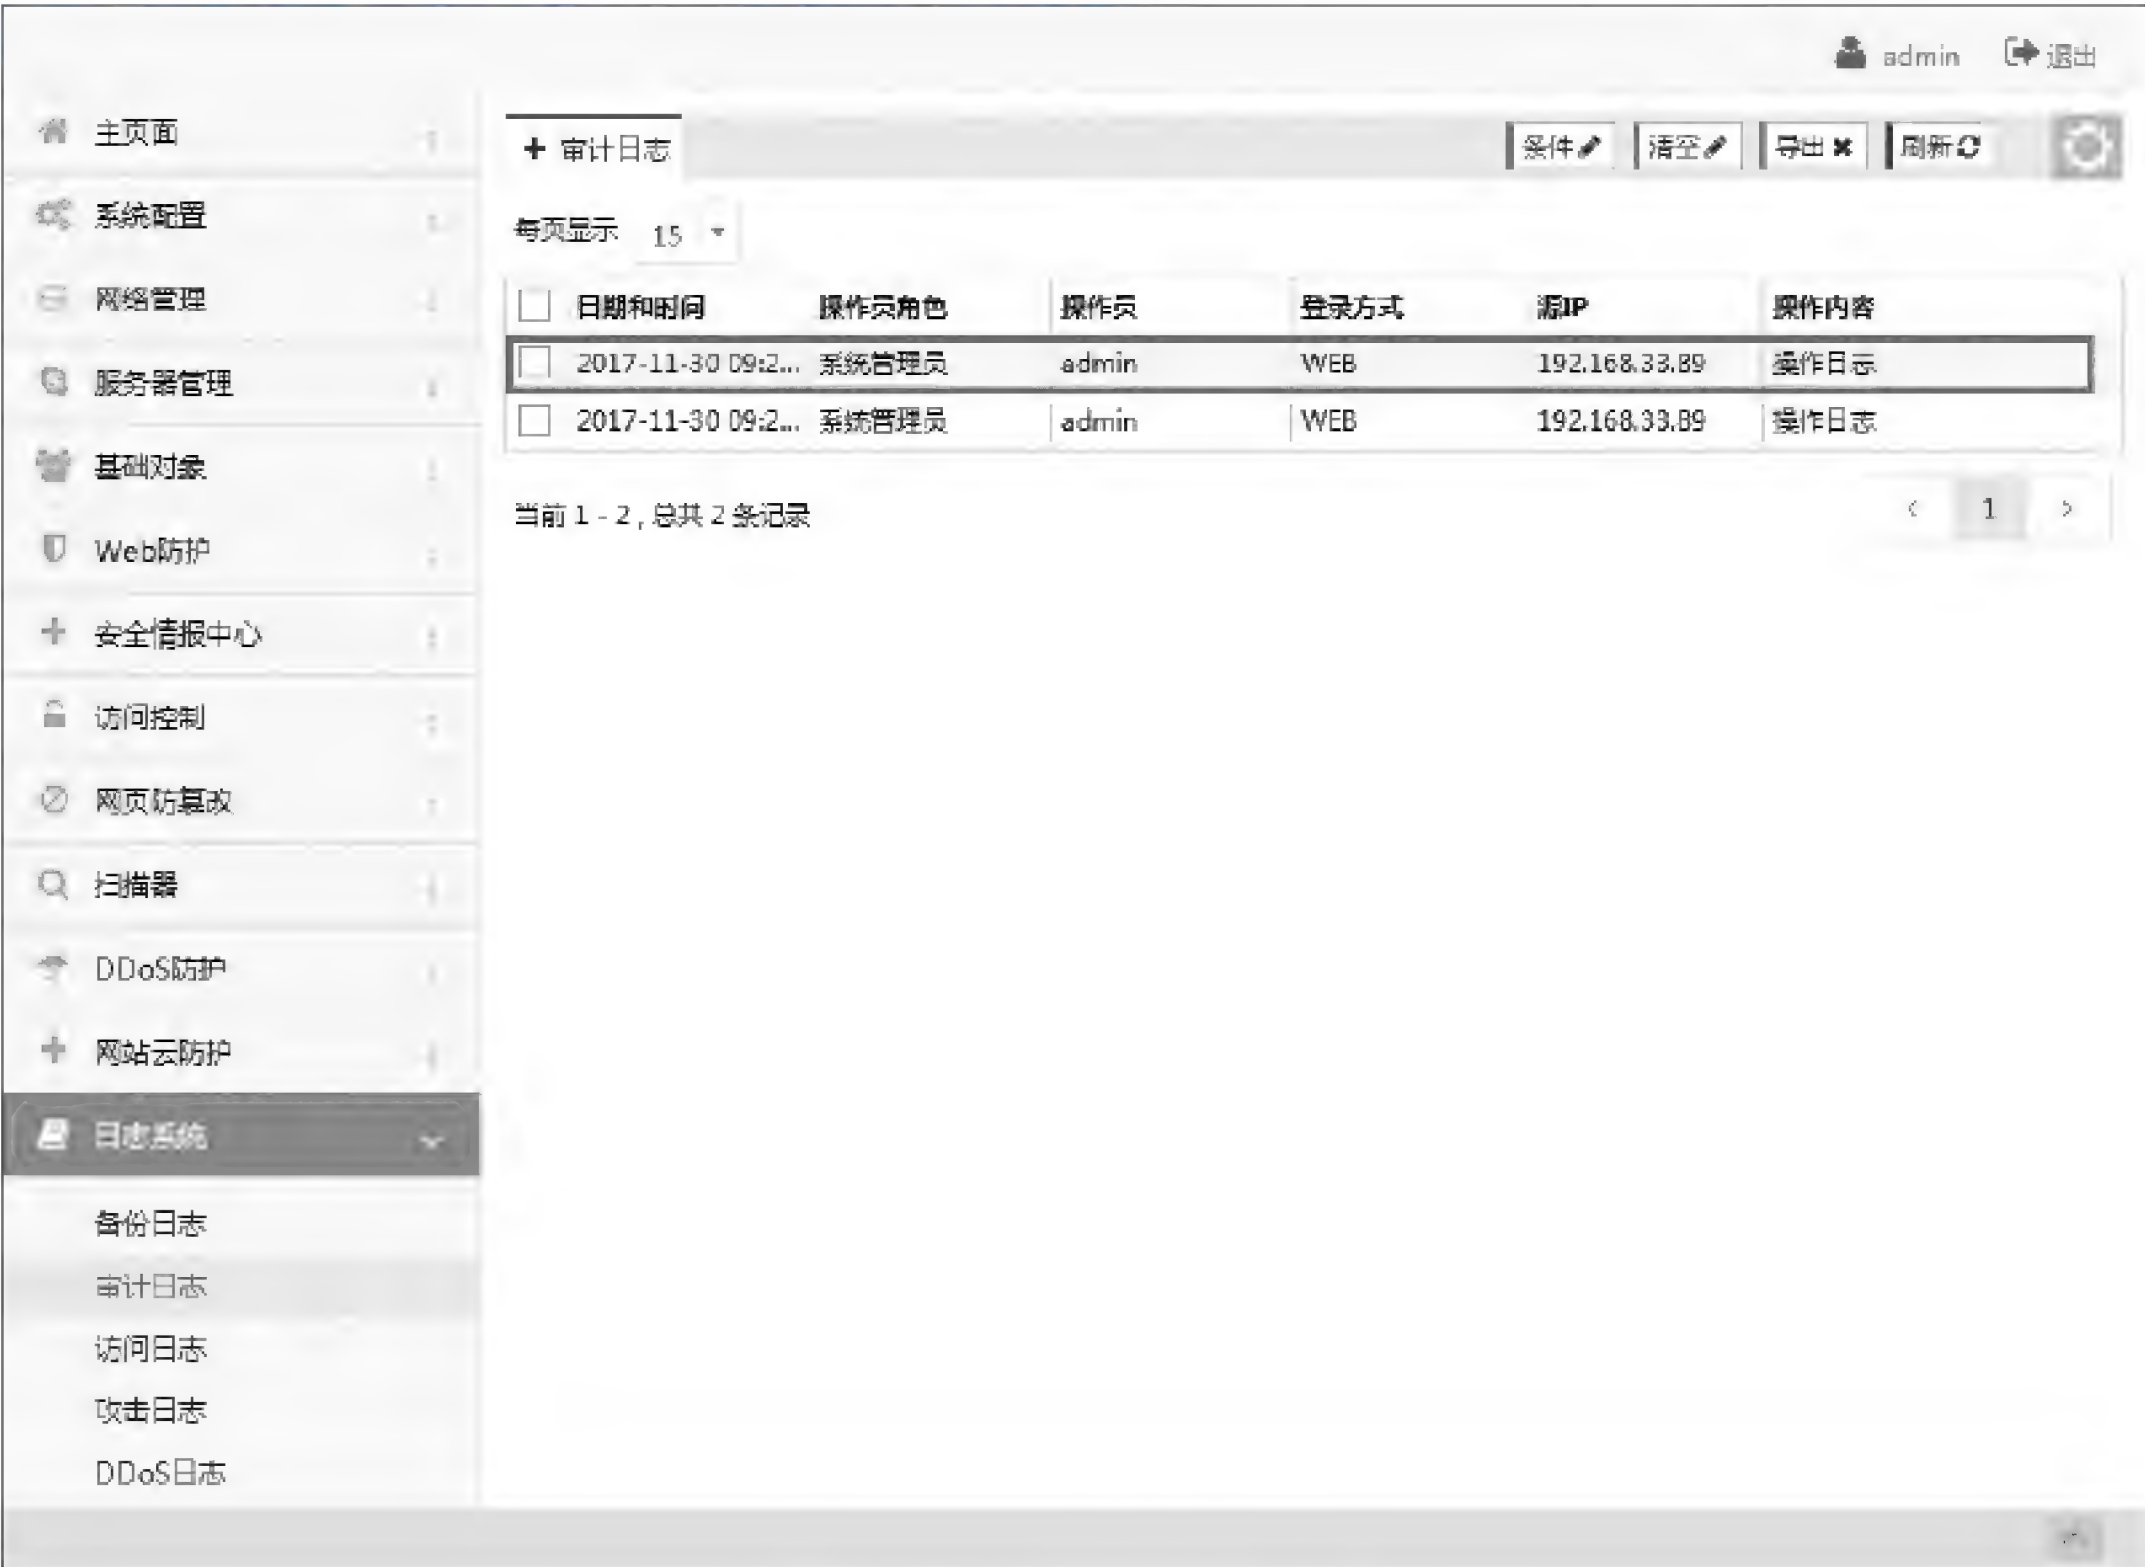 admin 退出
主页面
系统配置
网络管理
服务器管理
基础对象
Web防护
安全情报中心
访问控制
网页防篡改
扫描器
DDoS防护
网站云防护
日志系统
备份日志
审计日志
访问日志
攻击日志
DDoS日志
+ 审计日志
条件 清空 导出 刷新
每页显示 15
日期和时间 操作员角色 操作员 登录方式 源IP 操作内容
2017-11-30 09:2... 系统管理员 admin WEB 192.168.33.89 操作日志
2017-11-30 09:2... 系统管理员 admin WEB 192.168.33.89 操作日志
当前 1 - 2 , 总共 2 条记录
< 1 >